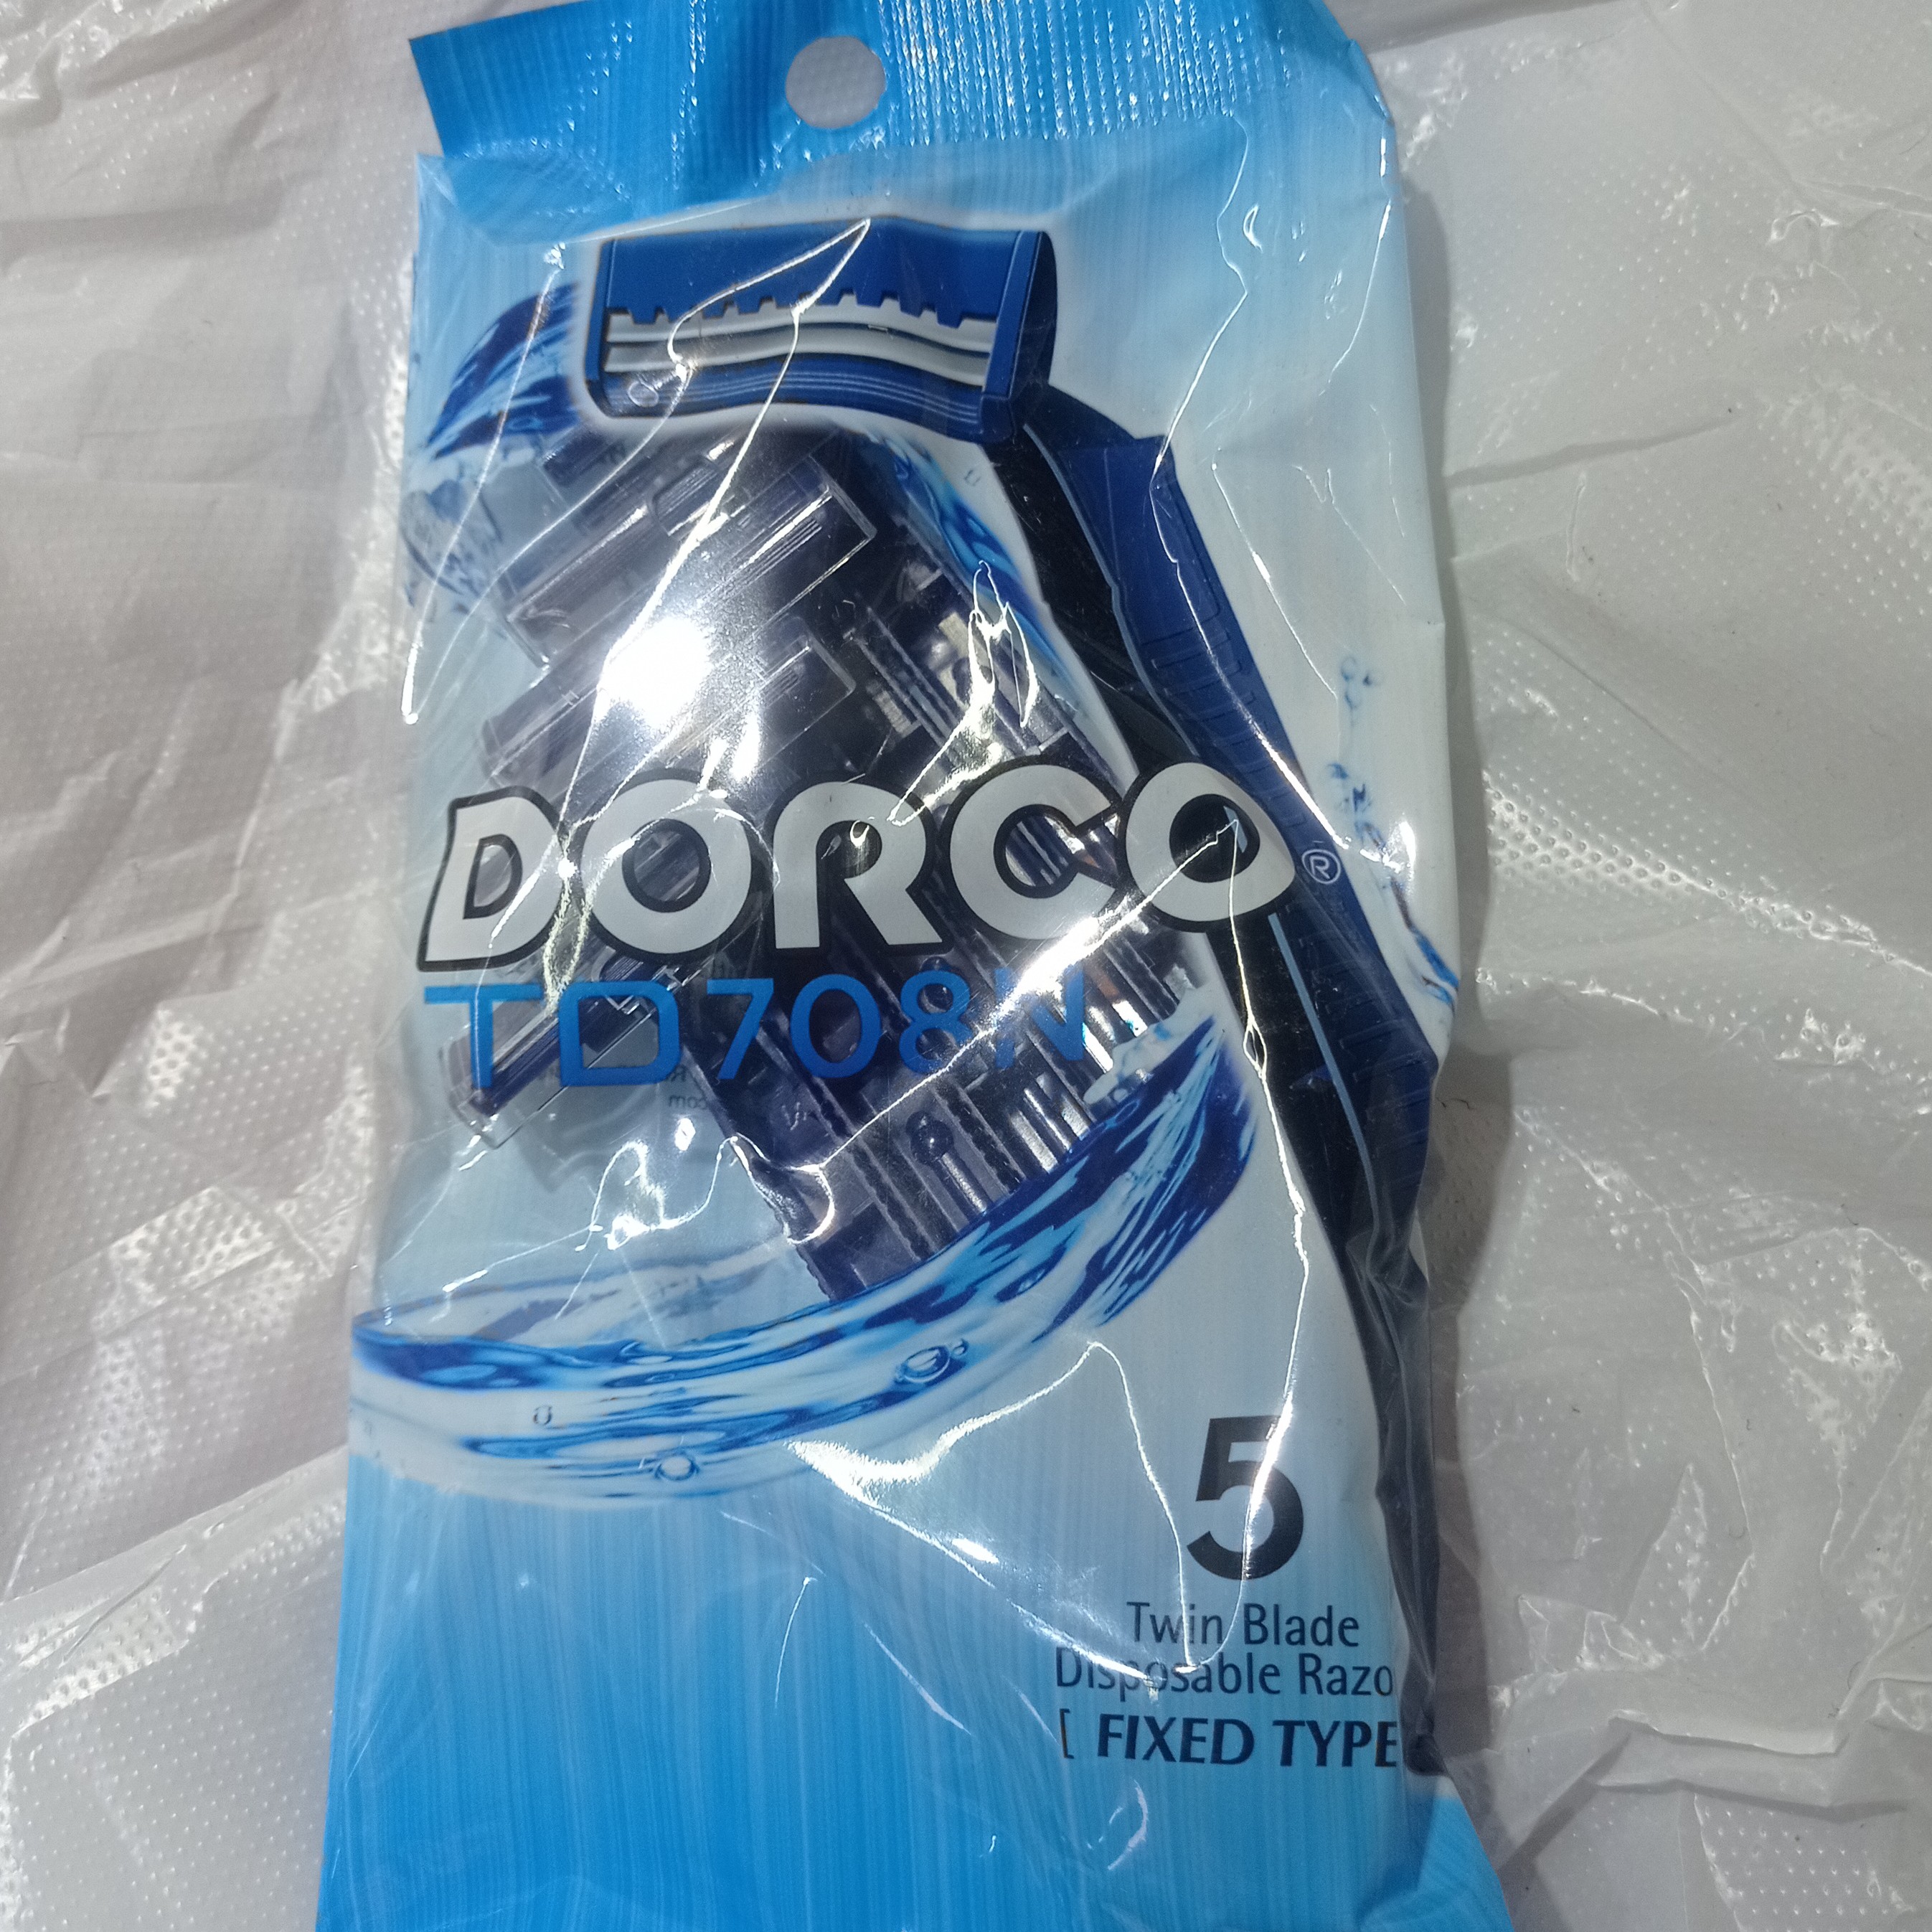 DORCO®
TD708N
5
Twin Blade
Disposable Razo
[ FIXED TYPE